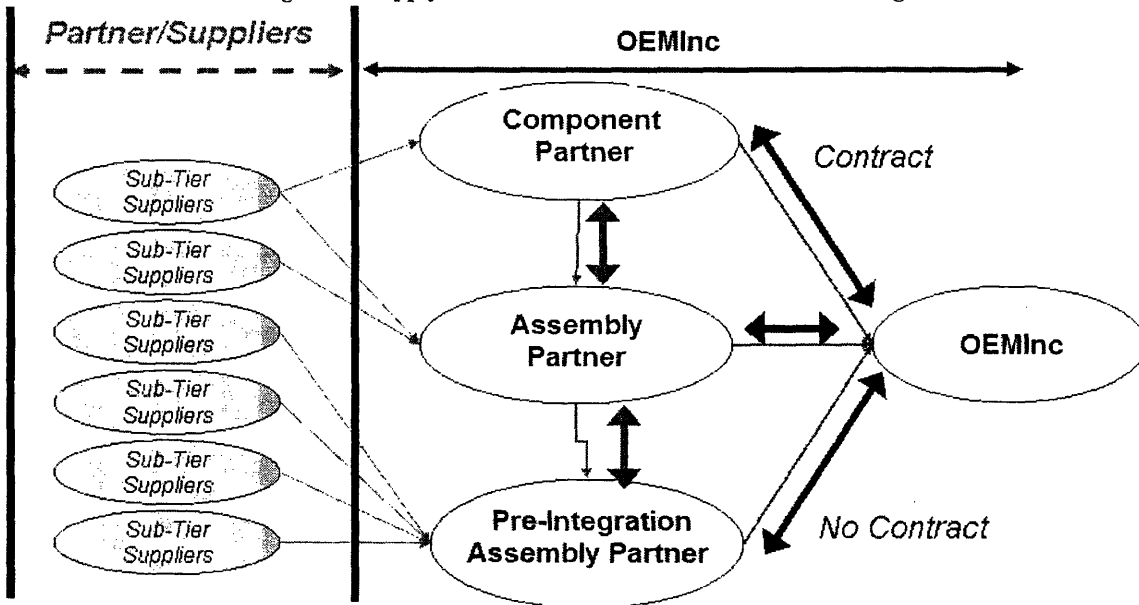 Partner/Suppliers
OEMInc
Component
Partner
Contract
Sub-Tier
Suppliers
Sub-Tier
Suppliers
Sub-Tier
Suppliers
Assembly
Partner
OEMInc
Sub-Tier
Suppliers
Sub-Tier
Suppliers
Sub-Tier
Suppliers
Pre-Integration
Assembly Partner
No Contract